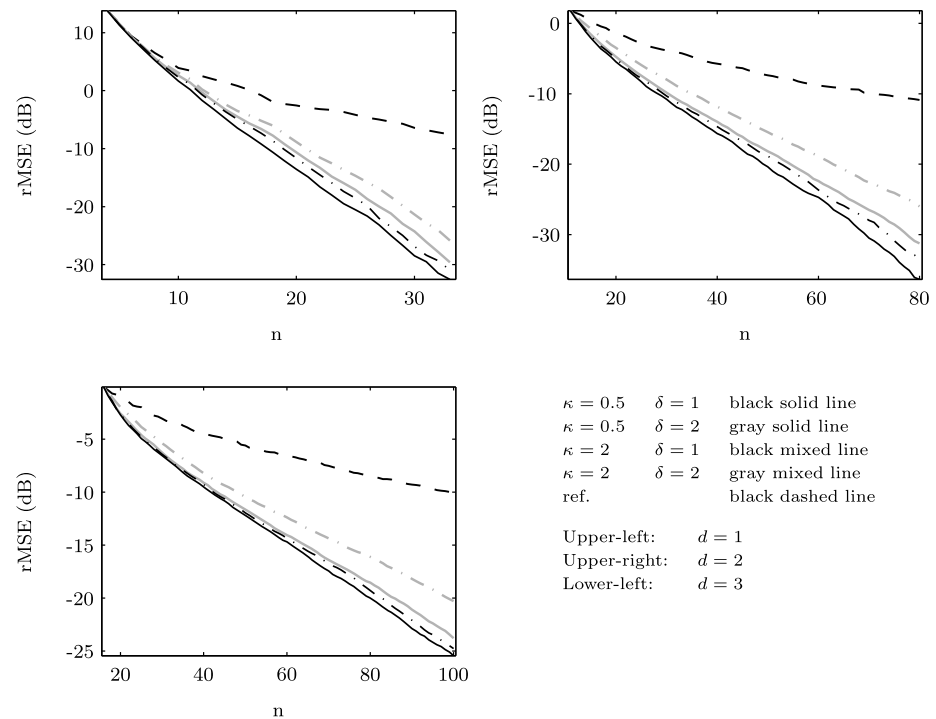 10
0
-10
-20
-30
10
20
30
rMSE (dB)
n
0
-10
-20
-30
20
40
60
80
rMSE (dB)
n
-5
-10
-15
-20
-25
20
40
60
80
100
rMSE (dB)
n
κ = 0.5 δ = 1 black solid line
κ = 0.5 δ = 2 gray solid line
κ = 2 δ = 1 black mixed line
κ = 2 δ = 2 gray mixed line
ref. black dashed line
Upper-left: d = 1
Upper-right: d = 2
Lower-left: d = 3